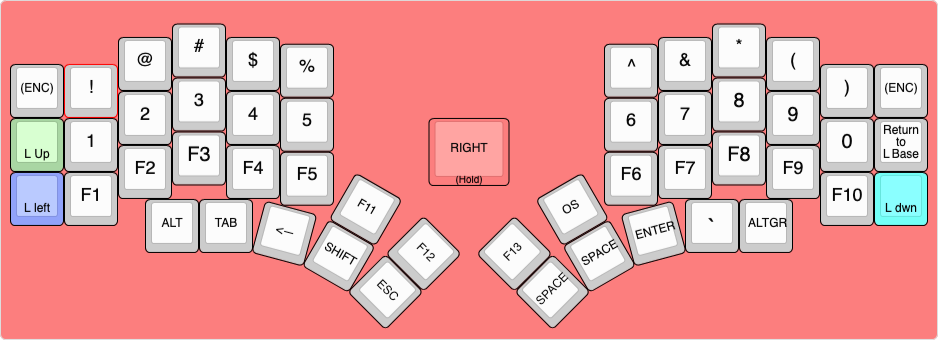 (ENC) ! @ # $ % ^ & * ( ) (ENC)
L Up 1 2 3 4 5 RIGHT 6 7 8 9 0 Return
to
L Base
(Hold)
L left F1 F2 F3 F4 F5 F6 F7 F8 F9 F10 L dwn
ALT TAB <-- F11 OS ENTER ` ALTGR
SHIFT F12 F13 SPACE
ESC SPACE